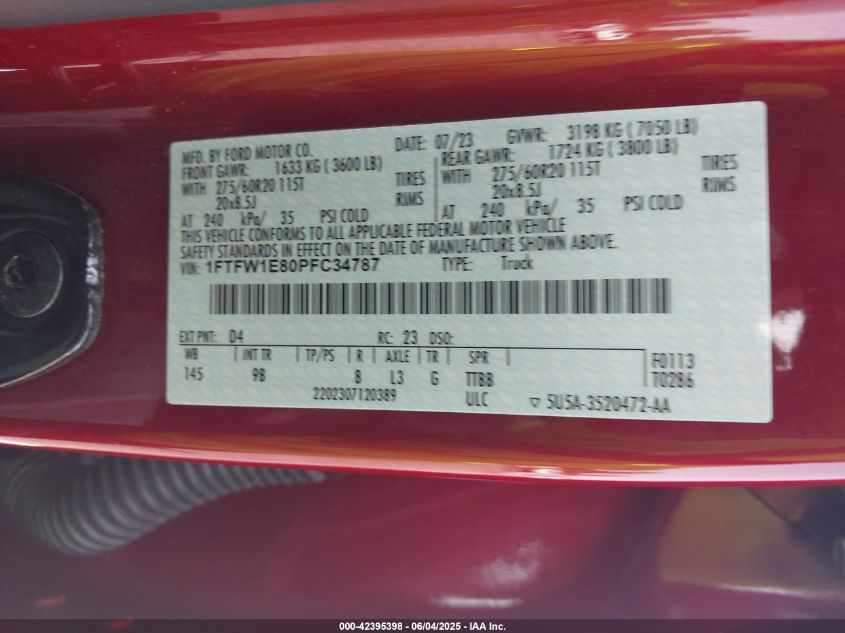 MFD. BY FORD MOTOR CO. DATE: 07/23 GVWR: 3198 KG ( 7050 LB)
FRONT GAWR: 1633 KG ( 3600 LB) REAR GAWR: 1724 KG ( 3800 LB)
WITH 275/60R20 115T TIRES WITH 275/60R20 115T TIRES
20x8.5J RIMS 20x8.5J RIMS
AT 240 kPa/ 35 PSI COLD AT 240 kPa/ 35 PSI COLD
THIS VEHICLE CONFORMS TO ALL APPLICABLE FEDERAL MOTOR VEHICLE
SAFETY STANDARDS IN EFFECT ON THE DATE OF MANUFACTURE SHOWN ABOVE.
VIN: 1FTFW1E80PFC34787 TYPE: Truck
EXT PNT: D4 RC: 23 DSO:
WB INT TR TP/PS R AXLE TR SPR F0113
145 9B 8 L3 G TTBB T0286
2202307120389 ULC ▽ 5U5A-3520472-AA
000-42395398 - 06/04/2025 - IAA Inc.